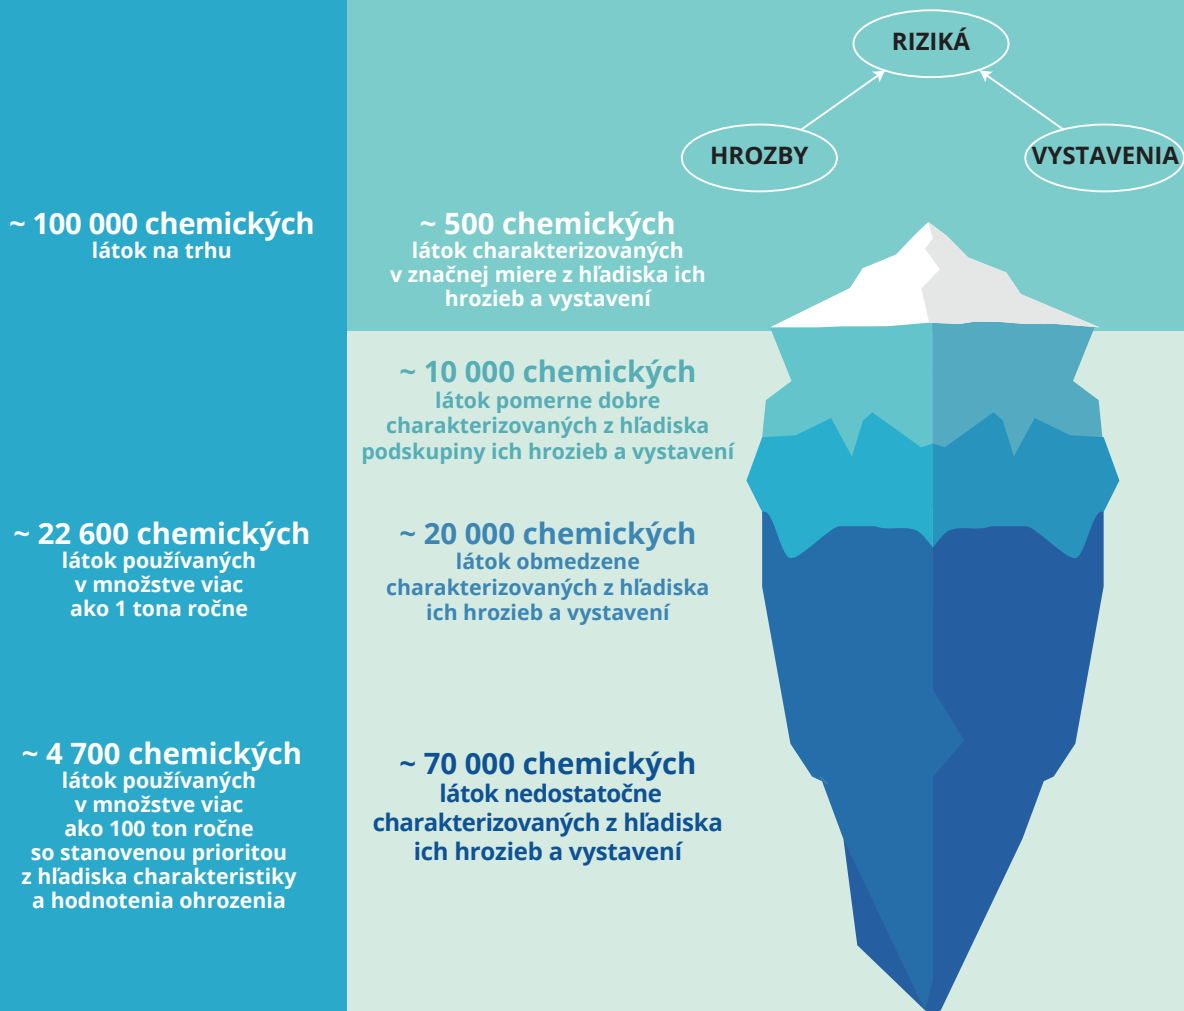 RIZIKÁ
HROZBY
VYSTAVENIA
~ 100 000 chemických
látok na trhu
~ 22 600 chemických
látok používaných
v množstve viac
ako 1 tona ročne
~ 4 700 chemických
látok používaných
v množstve viac
ako 100 ton ročne
so stanovenou prioritou
z hľadiska charakteristiky
a hodnotenia ohrozenia
~ 500 chemických
látok charakterizovaných
v značnej miere z hľadiska ich
hrozieb a vystavení
~ 10 000 chemických
látok pomerne dobre
charakterizovaných z hľadiska
podskupiny ich hrozieb a vystavení
~ 20 000 chemických
látok obmedzene
charakterizovaných z hľadiska
ich hrozieb a vystavení
~ 70 000 chemických
látok nedostatočne
charakterizovaných z hľadiska
ich hrozieb a vystavení